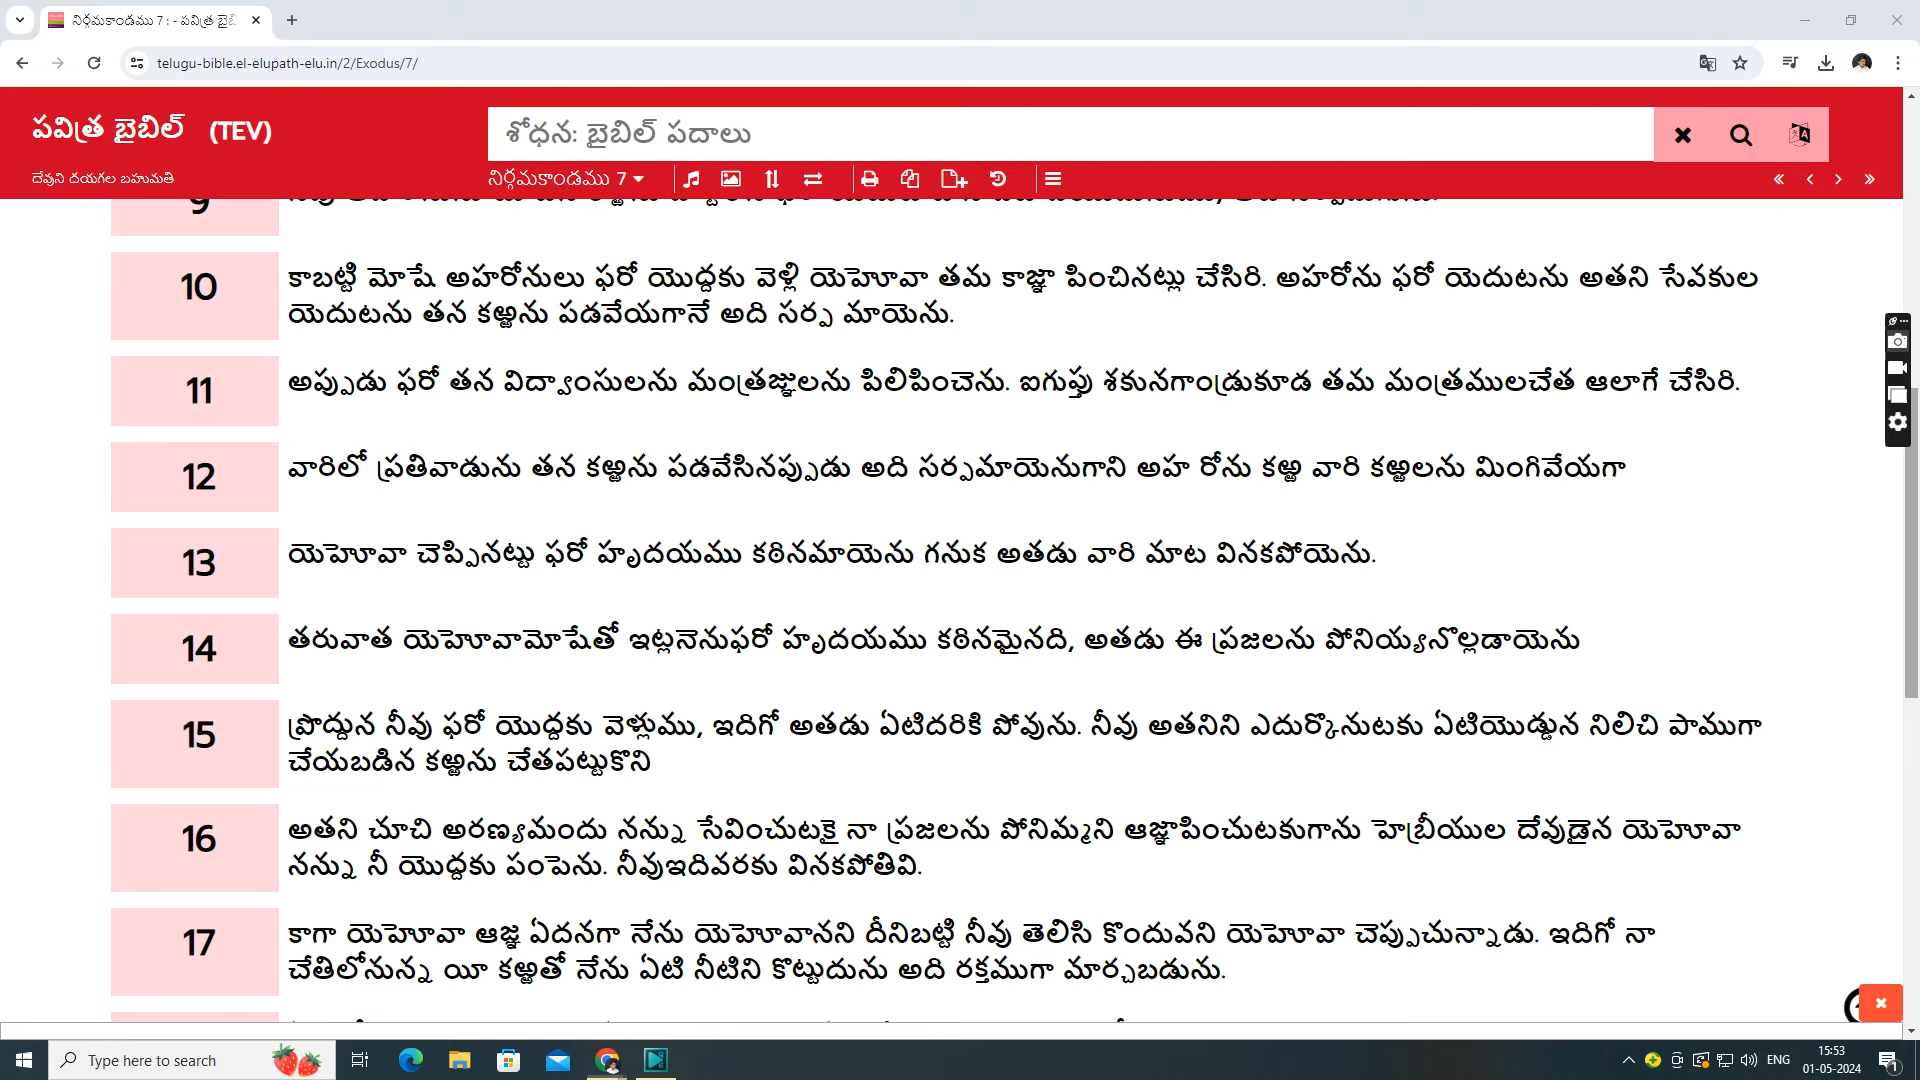 నిర్గమకాండము 7 : - పవిత్ర బైబి
telugu-bible.el-elupath-elu.in/2/Exodus/7/
పవిత్ర బైబిల్ (TEV)
శోధన: బైబిల్ పదాలు
దేవుని దయగల బహుమతి
నిర్గమకాండము 7
9
10 కాబట్టి మోషే అహరోనులు ఫరో యొద్దకు వెళ్లి యెహోవా తమ కాజ్ఞా పించినట్లు చేసిరి. అహరోను ఫరో యెదుటను అతని సేవకుల
యెదుటను తన కఱ్ఱను పడవేయగానే అది సర్ప మాయెను.
11 అప్పుడు ఫరో తన విద్వాంసులను మంత్రజ్ఞులను పిలిపించెను. ఐగుప్తు శకునగాండ్రుకూడ తమ మంత్రములచేత ఆలాగే చేసిరి.
12 వారిలో ప్రతివాడును తన కఱ్ఱను పడవేసినప్పుడు అది సర్పమాయెనుగాని అహ రోను కఱ్ఱ వారి కఱ్ఱలను మింగివేయగా
13 యెహోవా చెప్పినట్టు ఫరో హృదయము కఠినమాయెను గనుక అతడు వారి మాట వినకపోయెను.
14 తరువాత యెహోవామోషేతో ఇట్లనెనుఫరో హృదయము కఠినమైనది, అతడు ఈ ప్రజలను పోనియ్యనొల్లడాయెను
15 ప్రొద్దున నీవు ఫరో యొద్దకు వెళ్లుము, ఇదిగో అతడు ఏటిదరికి పోవును. నీవు అతనిని ఎదుర్కొనుటకు ఏటియొడ్డున నిలిచి పాముగా
చేయబడిన కఱ్ఱను చేతపట్టుకొని
16 అతని చూచి అరణ్యమందు నన్ను సేవించుటకై నా ప్రజలను పోనిమ్మని ఆజ్ఞాపించుటకుగాను హెబ్రీయుల దేవుడైన యెహోవా
నన్ను నీ యొద్దకు పంపెను. నీవుఇదివరకు వినకపోతివి.
17 కాగా యెహోవా ఆజ్ఞ ఏదనగా నేను యెహోవానని దీనిబట్టి నీవు తెలిసి కొందువని యెహోవా చెప్పుచున్నాడు. ఇదిగో నా
చేతిలోనున్న యీ కఱ్ఱతో నేను ఏటి నీటిని కొట్టుదును అది రక్తముగా మార్చబడును.
Type here to search
ENG
15:53
01-05-2024
1